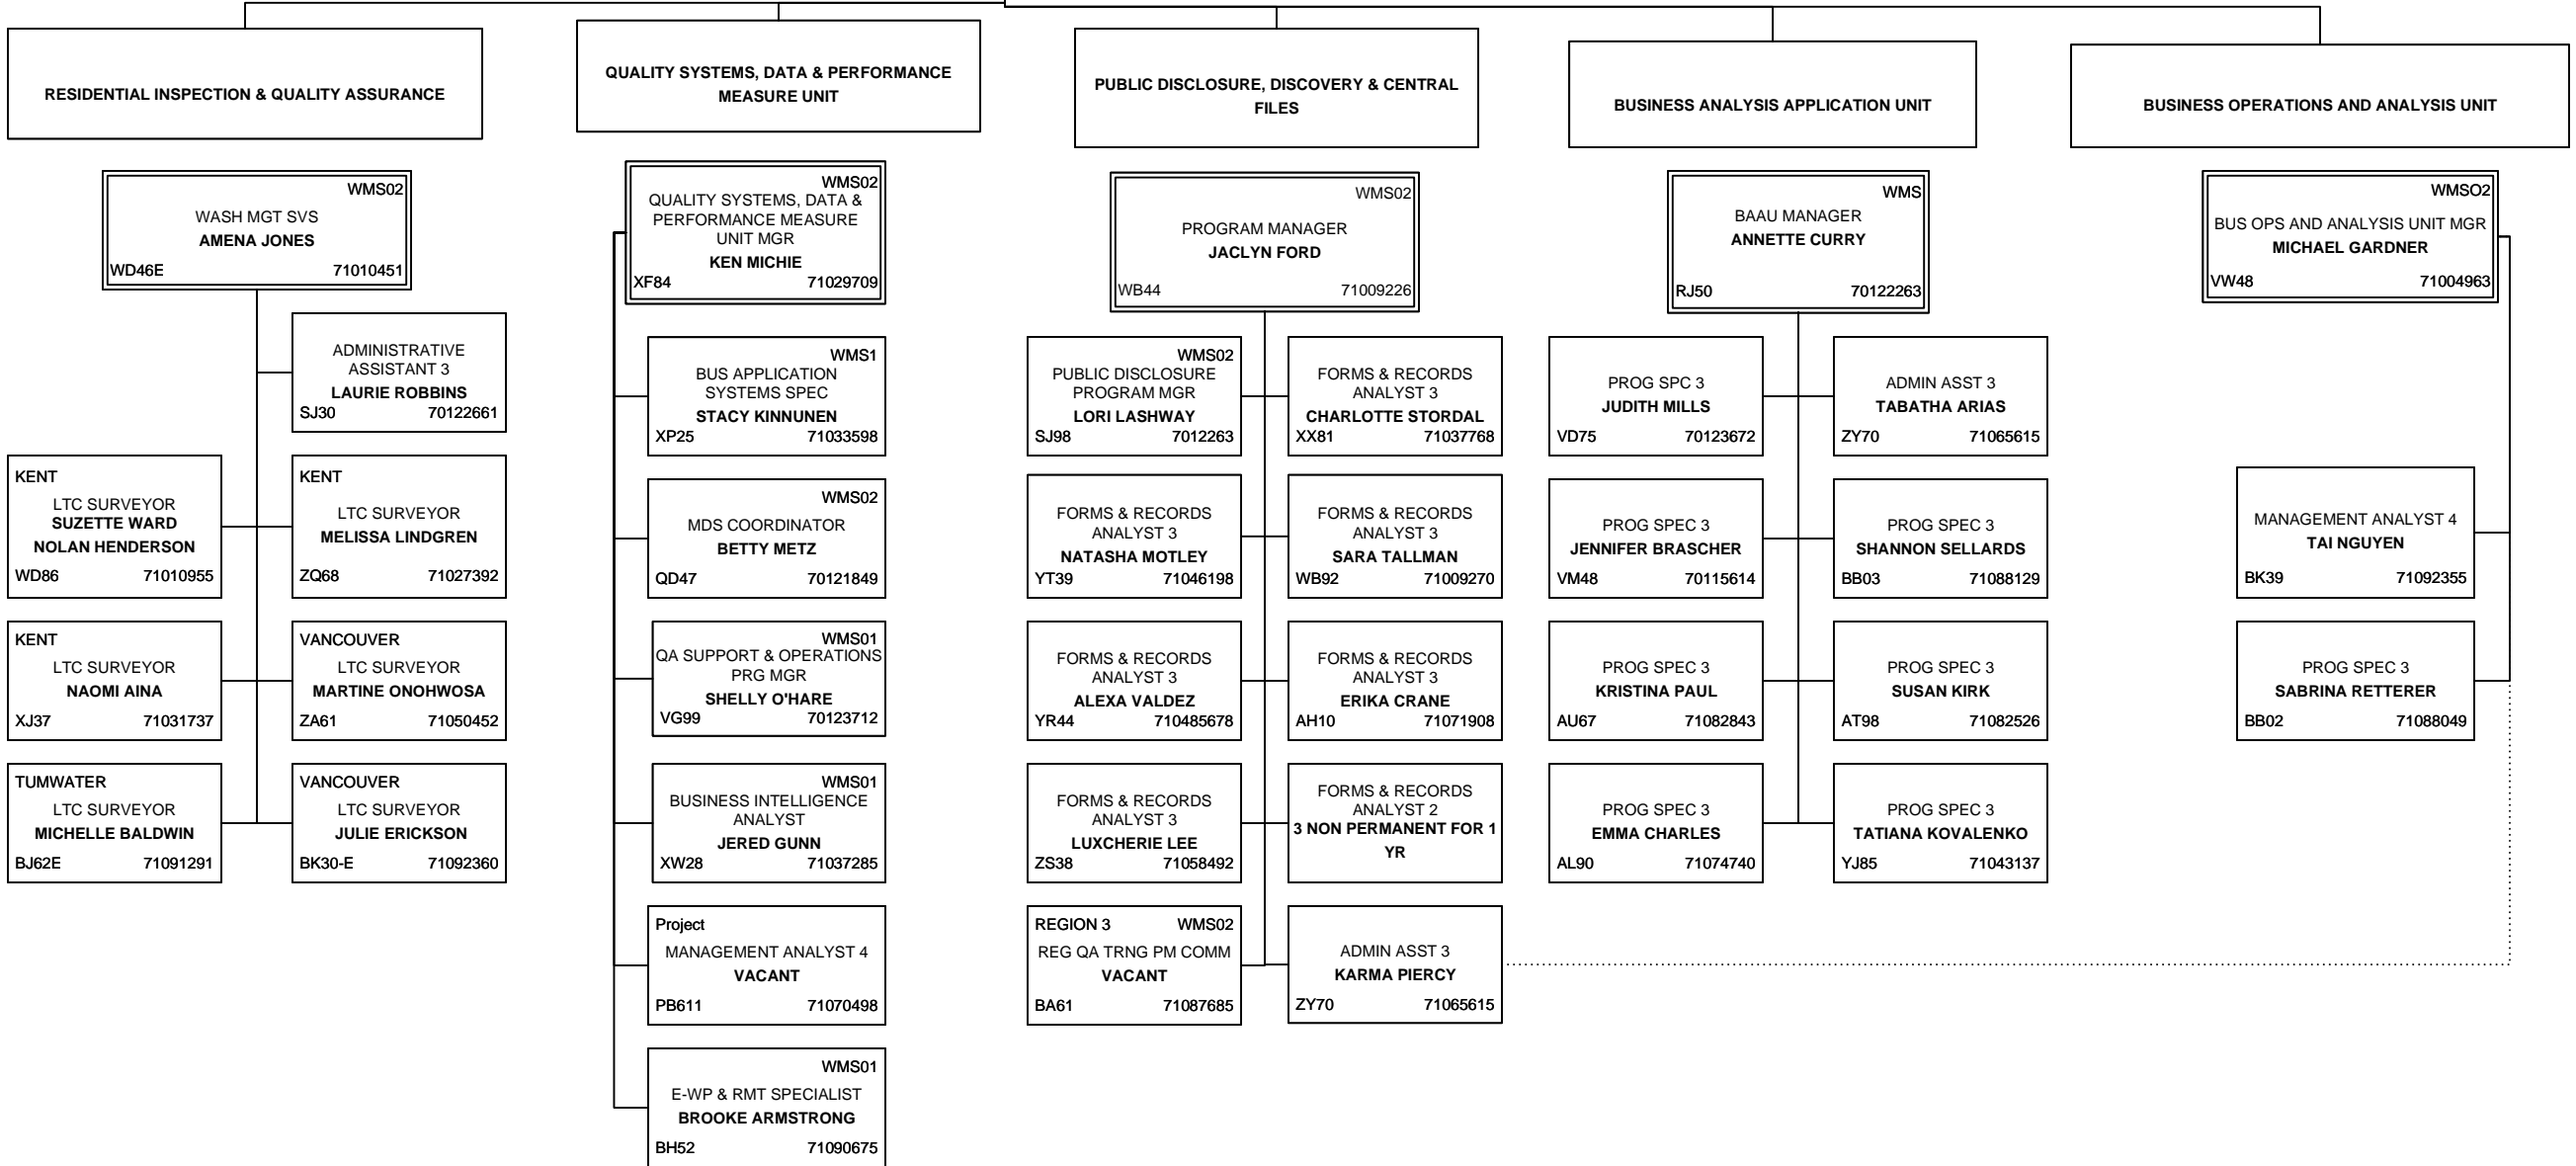 RESIDENTIAL INSPECTION & QUALITY ASSURANCE
WMS02
WASH MGT SVS
AMENA JONES
WD46E 71010451
ADMINISTRATIVE
ASSISTANT 3
LAURIE ROBBINS
SJ30 70122661
KENT
LTC SURVEYOR
SUZETTE WARD
NOLAN HENDERSON
WD86 71010955
KENT
LTC SURVEYOR
MELISSA LINDGREN
ZQ68 71027392
KENT
LTC SURVEYOR
NAOMI AINA
XJ37 71031737
VANCOUVER
LTC SURVEYOR
MARTINE ONOHWOSA
ZA61 71050452
TUMWATER
LTC SURVEYOR
MICHELLE BALDWIN
BJ62E 71091291
VANCOUVER
LTC SURVEYOR
JULIE ERICKSON
BK30-E 71092360
QUALITY SYSTEMS, DATA & PERFORMANCE
MEASURE UNIT
WMS02
QUALITY SYSTEMS, DATA &
PERFORMANCE MEASURE
UNIT MGR
KEN MICHIE
XF84 71029709
WMS1
BUS APPLICATION
SYSTEMS SPEC
STACY KINNUNEN
XP25 71033598
WMS02
MDS COORDINATOR
BETTY METZ
QD47 70121849
WMS01
QA SUPPORT & OPERATIONS
PRG MGR
SHELLY O'HARE
VG99 70123712
WMS01
BUSINESS INTELLIGENCE
ANALYST
JERED GUNN
XW28 71037285
Project
MANAGEMENT ANALYST 4
VACANT
PB611 71070498
WMS01
E-WP & RMT SPECIALIST
BROOKE ARMSTRONG
BH52 71090675
PUBLIC DISCLOSURE, DISCOVERY & CENTRAL
FILES
WMS02
PROGRAM MANAGER
JACLYN FORD
WB44 71009226
WMS02
PUBLIC DISCLOSURE
PROGRAM MGR
LORI LASHWAY
SJ98 7012263
FORMS & RECORDS
ANALYST 3
CHARLOTTE STORDAL
XX81 71037768
FORMS & RECORDS
ANALYST 3
NATASHA MOTLEY
YT39 71046198
FORMS & RECORDS
ANALYST 3
SARA TALLMAN
WB92 71009270
FORMS & RECORDS
ANALYST 3
ALEXA VALDEZ
YR44 710485678
FORMS & RECORDS
ANALYST 3
ERIKA CRANE
AH10 71071908
FORMS & RECORDS
ANALYST 3
LUXCHERIE LEE
ZS38 71058492
FORMS & RECORDS
ANALYST 2
3 NON PERMANENT FOR 1
YR
REGION 3 WMS02
REG QA TRNG PM COMM
VACANT
BA61 71087685
ADMIN ASST 3
KARMA PIERCY
ZY70 71065615
BUSINESS ANALYSIS APPLICATION UNIT
WMS
BAAU MANAGER
ANNETTE CURRY
RJ50 70122263
PROG SPC 3
JUDITH MILLS
VD75 70123672
ADMIN ASST 3
TABATHA ARIAS
ZY70 71065615
PROG SPEC 3
JENNIFER BRASCHER
VM48 70115614
PROG SPEC 3
SHANNON SELLARDS
BB03 71088129
PROG SPEC 3
KRISTINA PAUL
AU67 71082843
PROG SPEC 3
SUSAN KIRK
AT98 71082526
PROG SPEC 3
EMMA CHARLES
AL90 71074740
PROG SPEC 3
TATIANA KOVALENKO
YJ85 71043137
BUSINESS OPERATIONS AND ANALYSIS UNIT
WMSO2
BUS OPS AND ANALYSIS UNIT MGR
MICHAEL GARDNER
VW48 71004963
MANAGEMENT ANALYST 4
TAI NGUYEN
BK39 71092355
PROG SPEC 3
SABRINA RETTERER
BB02 71088049